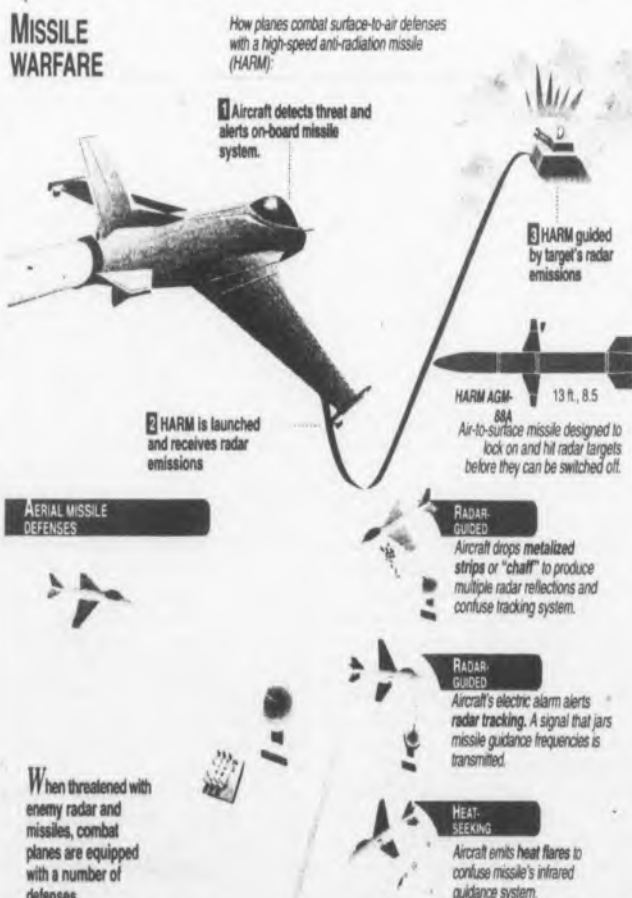 MISSILE
WARFARE
How planes combat surface-to-air defenses
with a high-speed anti-radiation missile
(HARM):
1 Aircraft detects threat and
alerts on-board missile
system.
3 HARM guided
by target's radar
emissions
HARM AGM-
88A
13 ft., 8.5
Air-to-surface missile designed to
lock on and hit radar targets
before they can be switched off.
2 HARM is launched
and receives radar
emissions
AERIAL MISSILE
DEFENSES
When threatened with
enemy radar and
missiles, combat
planes are equipped
with a number of
defenses
RADAR-
GUIDED
Aircraft drops metalized
strips or "chaff" to produce
multiple radar reflections and
confuse tracking system.
RADAR-
GUIDED
Aircraft's electric alarm alerts
radar tracking. A signal that jars
missile guidance frequencies is
transmitted.
HEAT-
SEEKING
Aircraft emits heat flares to
confuse missile's infrared
guidance system.